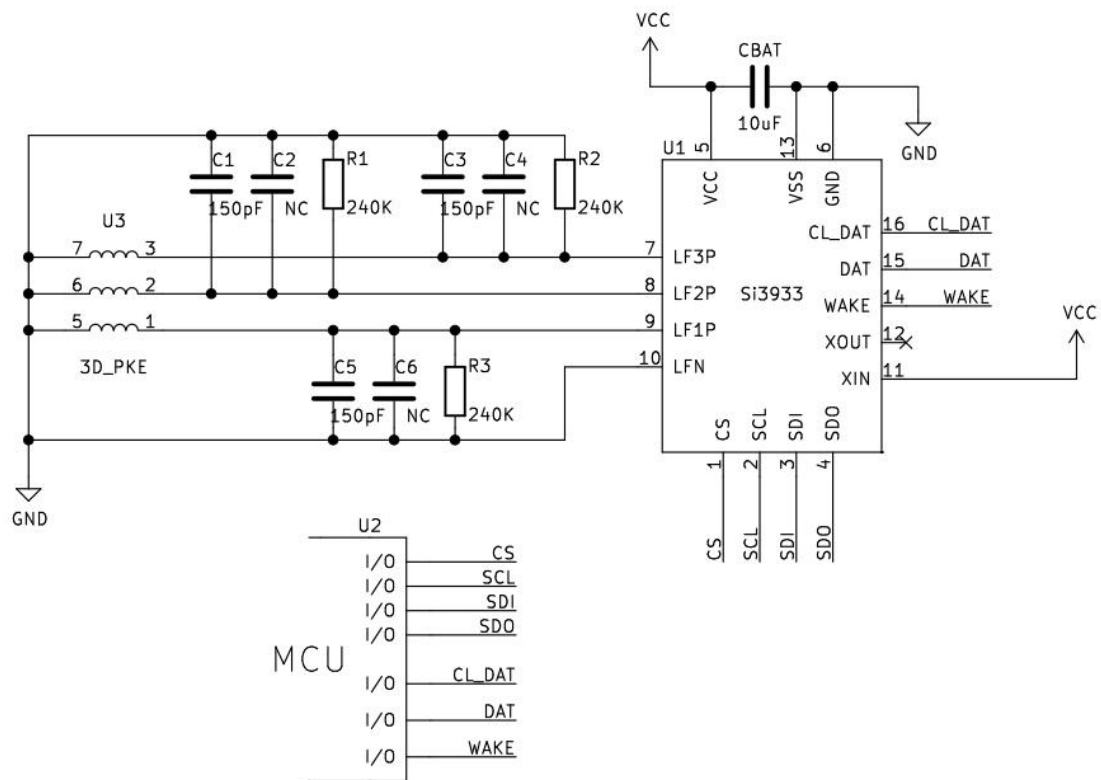 VCC
CBAT
10uF
GND
5
13
6
U1
VCC
VSS
GND
C1
C2
R1
C3
C4
R2
150pF
NC
240K
150pF
NC
240K
U3
7
3
6
2
5
1
3D_PKE
7
LF3P
8
LF2P
9
LF1P
10
LFN
Si3933
CL_DAT
16
CL_DAT
DAT
15
DAT
WAKE
14
WAKE
XOUT
12
XIN
11
VCC
C5
C6
R3
150pF
NC
240K
GND
CS
SCL
SDI
SDO
1
2
3
4
CS
SCL
SDI
SDO
U2
MCU
I/O
CS
I/O
SCL
I/O
SDI
I/O
SDO
I/O
CL_DAT
I/O
DAT
I/O
WAKE